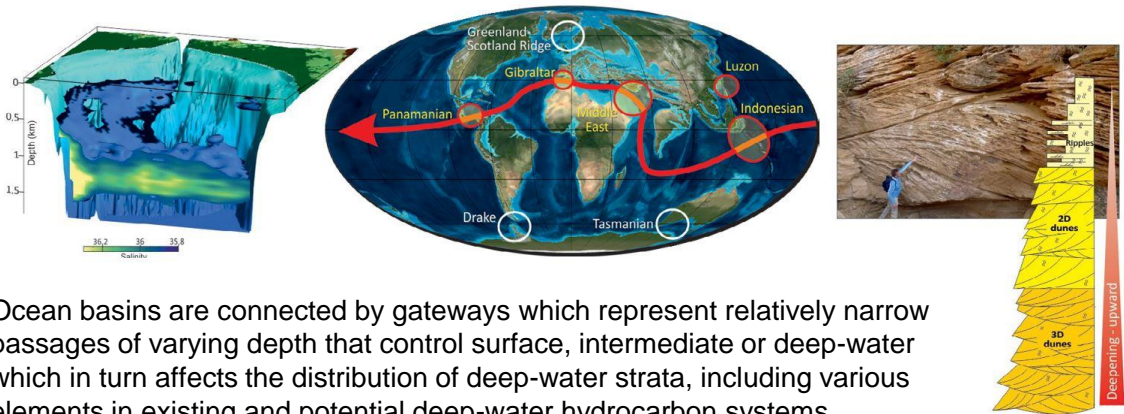 0
0,5
1
1,5
Depth (km)
36,2 36 35,8
Salinity
Greenland
Scotland Ridge
Gibraltar
Luzon
Panamanian
Middle
East
Indonesian
Drake
Tasmanian
Ripples
2D
dunes
3D
dunes
Deepening - upward
Ocean basins are connected by gateways which represent relatively narrow
passages of varying depth that control surface, intermediate or deep-water
which in turn affects the distribution of deep-water strata, including various
elements in existing and potential deep-water hydrocarbon systems